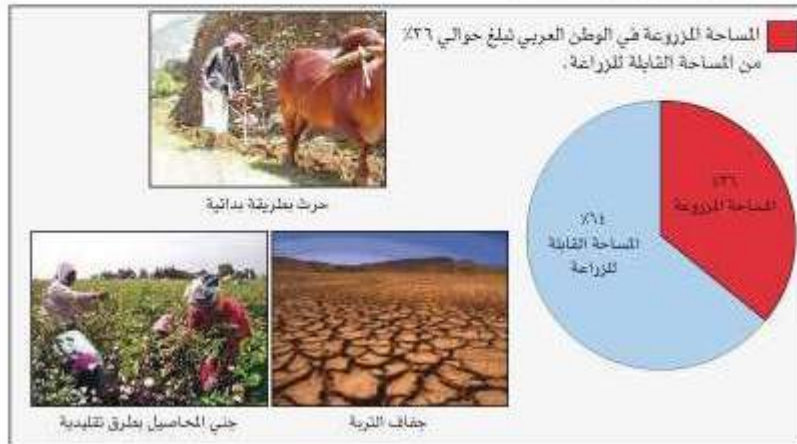 المساحة المزروعة في الوطن العربي تبلغ حوالي ٣٦٪
من المساحة القابلة للزراعة.
٣٦٪
المساحة المزروعة
٦٤٪
المساحة القابلة
للزراعة
حرث بطريقة بدائية
جفاف التربة
جني المحاصيل بطرق تقليدية